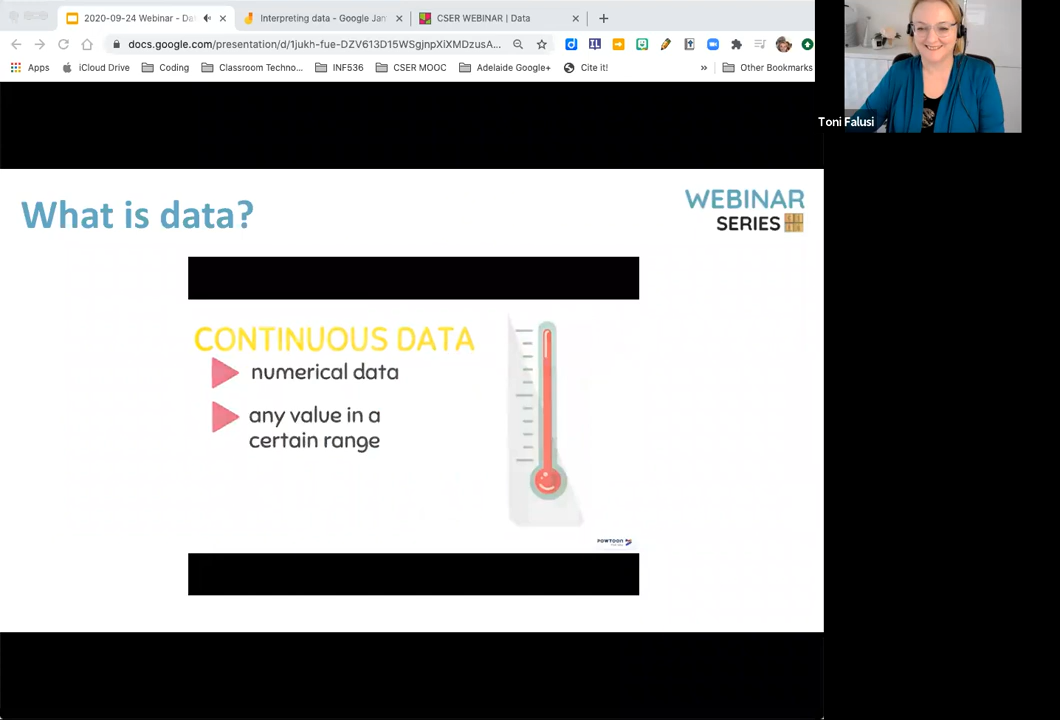 2020-09-24 Webinar - Da
Interpreting data - Google Jam
CSER WEBINAR | Data
docs.google.com/presentation/d/1jukh-fue-DZV613D15WSgjnpXiXMDzusA...
Apps
iCloud Drive
Coding
Classroom Techno...
INF536
CSER MOOC
Adelaide Google+
Cite it!
»
Other Bookmarks
Toni Falusi
What is data?
WEBINAR
SERIES
CONTINUOUS DATA
numerical data
any value in a
certain range
POWTOON